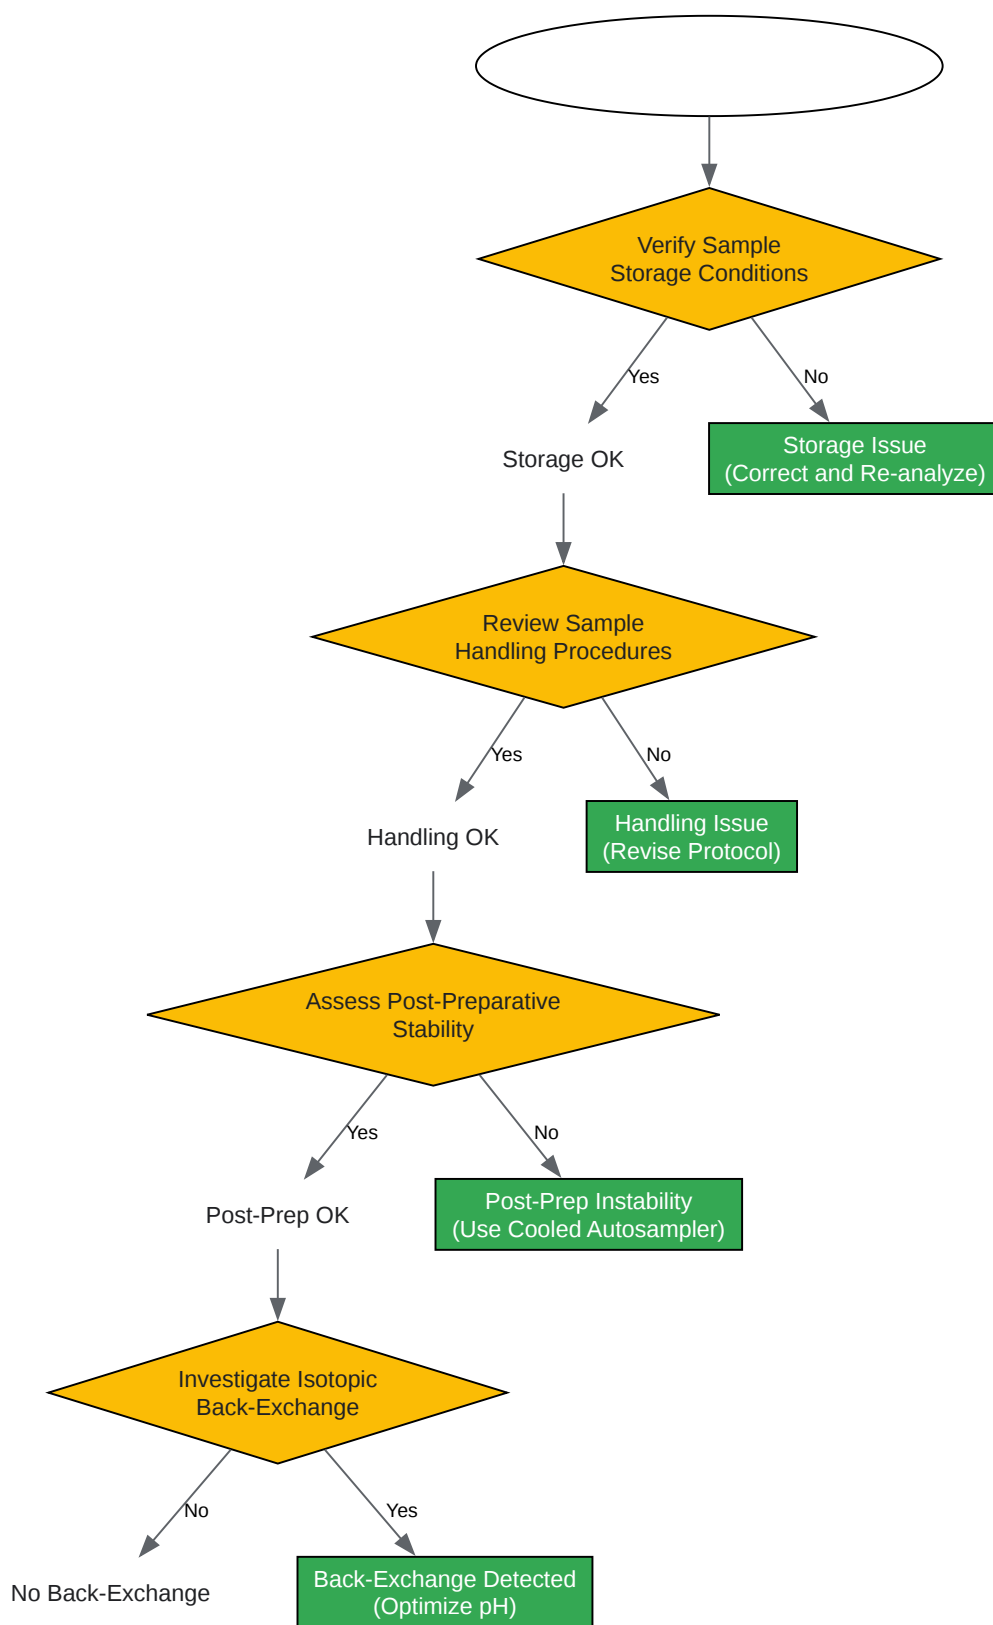 Verify Sample
Storage Conditions
Yes
No
Storage OK
Storage Issue
(Correct and Re-analyze)
Review Sample
Handling Procedures
Yes
No
Handling OK
Handling Issue
(Revise Protocol)
Assess Post-Preparative
Stability
Yes
No
Post-Prep OK
Post-Prep Instability
(Use Cooled Autosampler)
Investigate Isotopic
Back-Exchange
No
Yes
No Back-Exchange
Back-Exchange Detected
(Optimize pH)